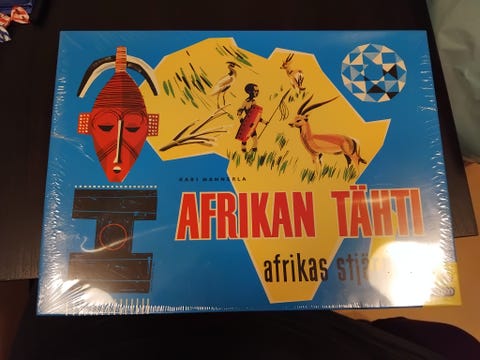 KARI MANNERLA
AFRIKAN TÄHTI
afrikas